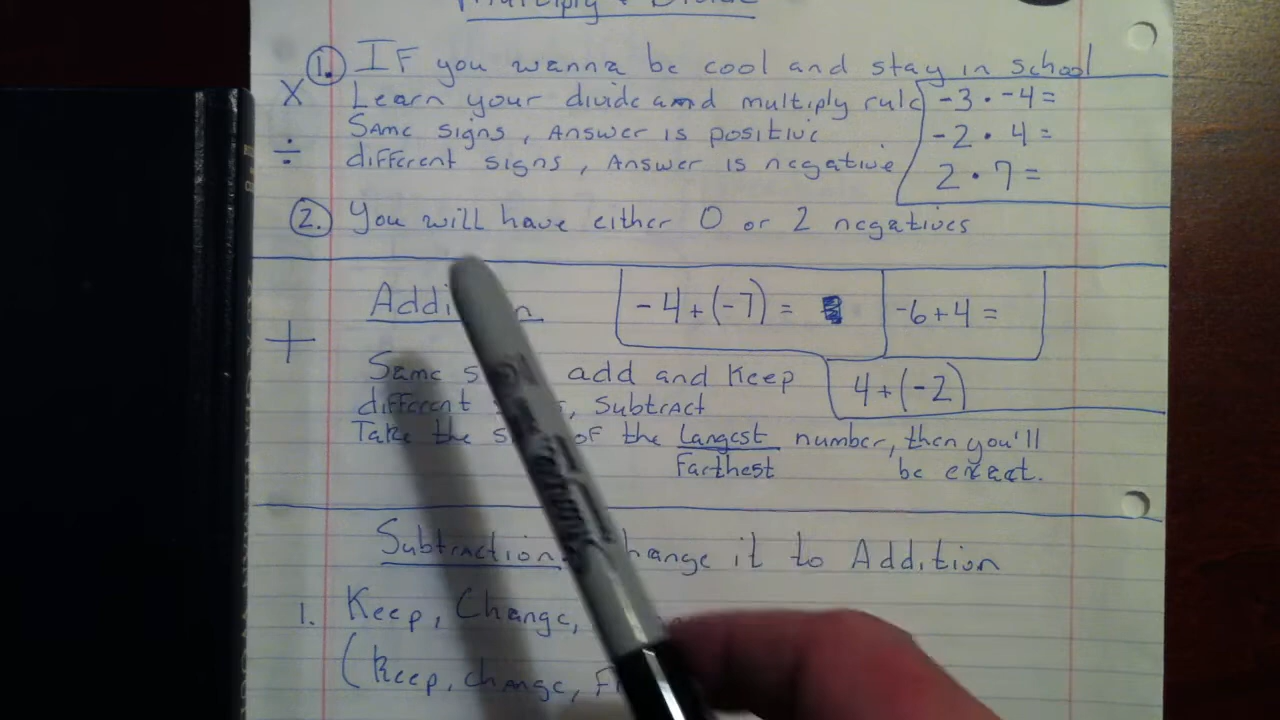 Multiply & Divide
1. IF you wanna be cool and stay in school
X Learn your divide and multiply rule
Same signs, Answer is positive
÷ different signs, Answer is negative
-3 · -4 =
-2 · 4 =
2 · 7 =
2. You will have either 0 or 2 negatives
+
-4 + (-7) =
-6 + 4 =
4 + (-2)
Same add and Keep
different , Subtract
Take the of the Largest number, then you'll
Farthest be exact.
Subtraction it to Addition
1. Keep, Change,
(Keep, change,